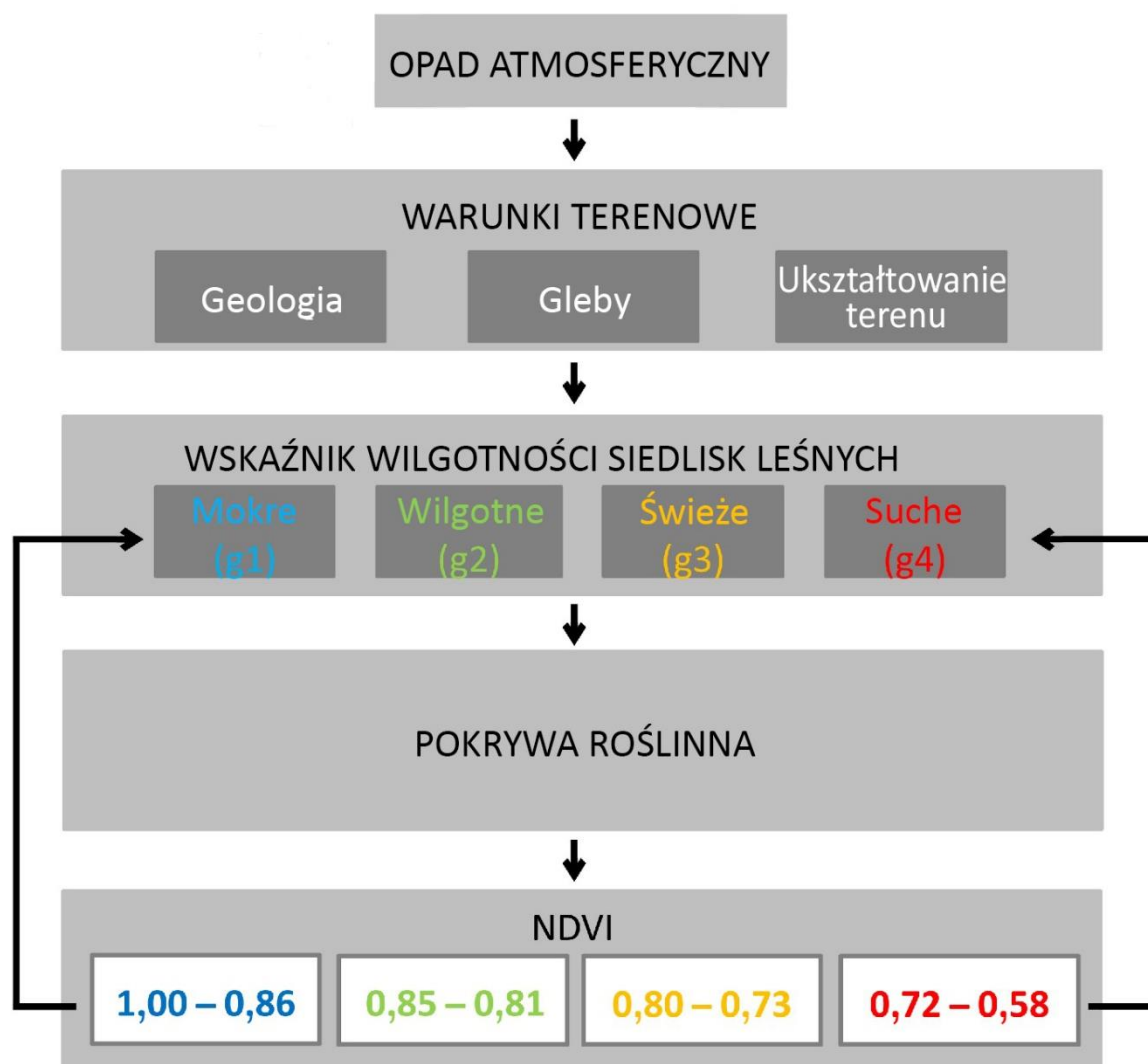 OPAD ATMOSFERYCZNY
WARUNKI TERENOWE
Geologia
Gleby
Ukształtowanie
terenu
WSKAŹNIK WILGOTNOŚCI SIEDLISK LEŚNYCH
Mokre
(g1)
Wilgotne
(g2)
Świeże
(g3)
Suche
(g4)
POKRYWA ROŚLINNA
NDVI
1,00 – 0,86
0,85 – 0,81
0,80 – 0,73
0,72 – 0,58